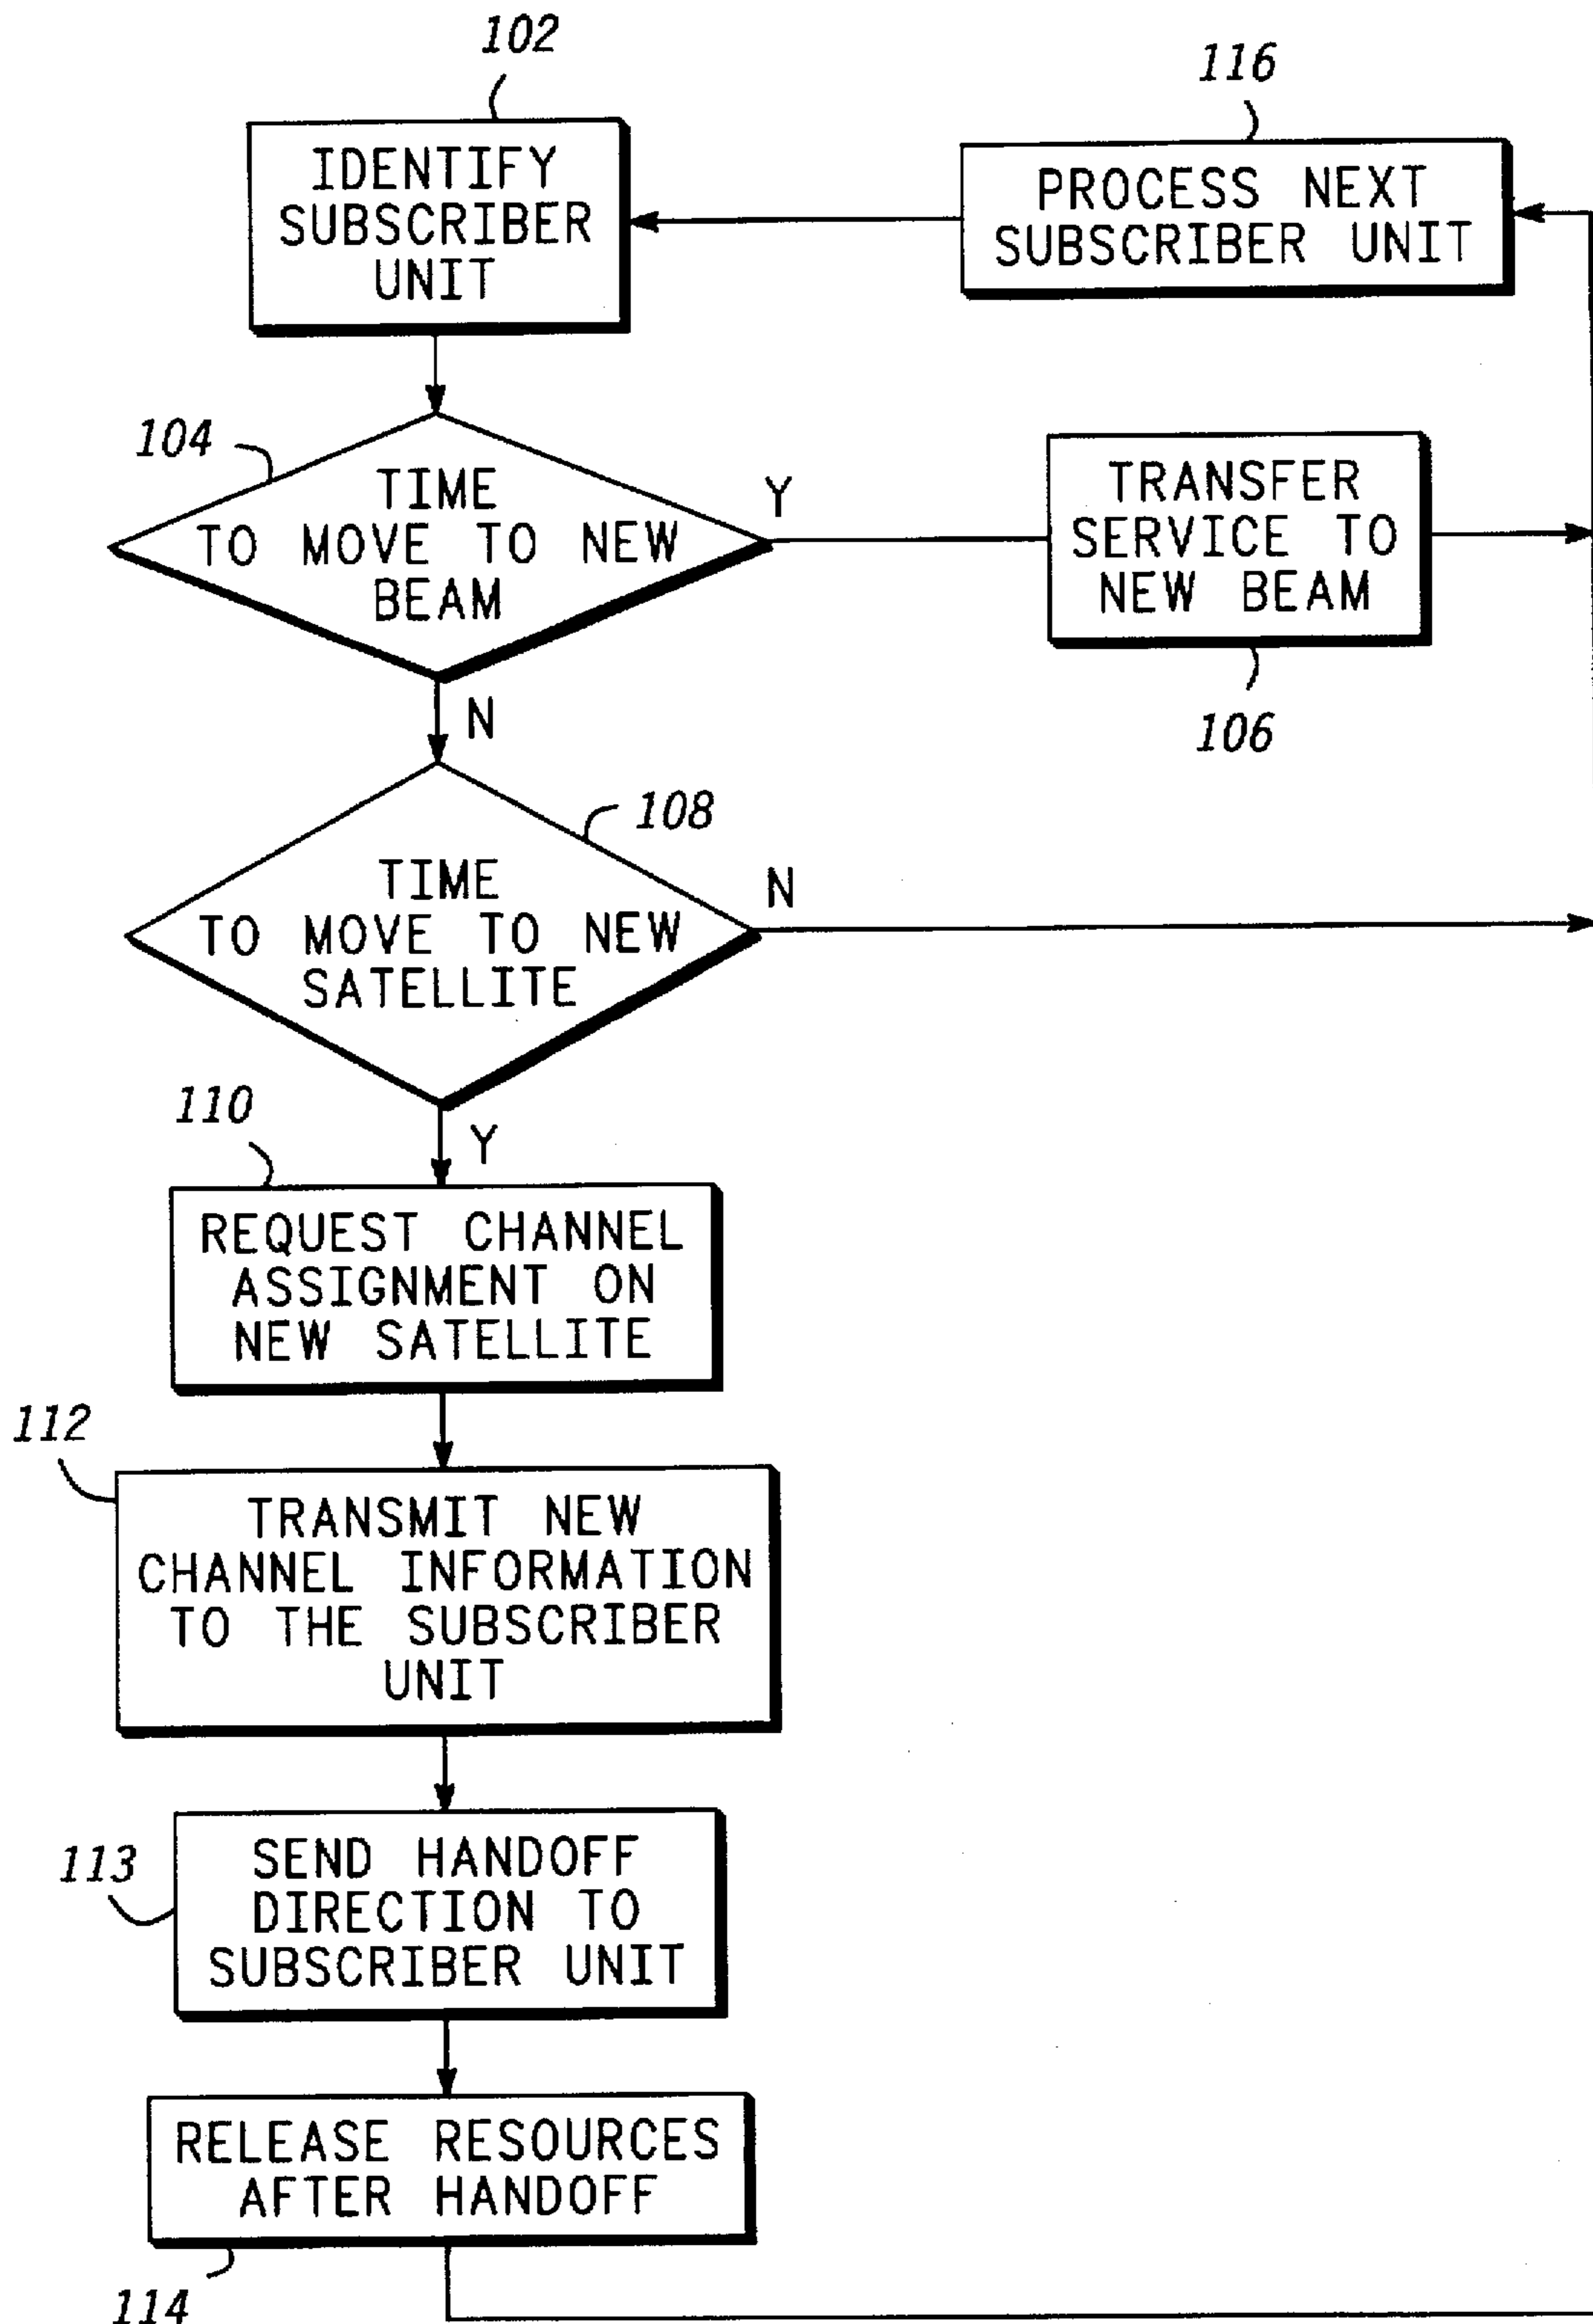 102
IDENTIFY
SUBSCRIBER
UNIT
116
PROCESS NEXT
SUBSCRIBER UNIT
104
TIME
TO MOVE TO NEW
BEAM
Y
TRANSFER
SERVICE TO
NEW BEAM
106
N
108
TIME
TO MOVE TO NEW
SATELLITE
N
110
Y
REQUEST CHANNEL
ASSIGNMENT ON
NEW SATELLITE
112
TRANSMIT NEW
CHANNEL INFORMATION
TO THE SUBSCRIBER
UNIT
113
SEND HANDOFF
DIRECTION TO
SUBSCRIBER UNIT
RELEASE RESOURCES
AFTER HANDOFF
114